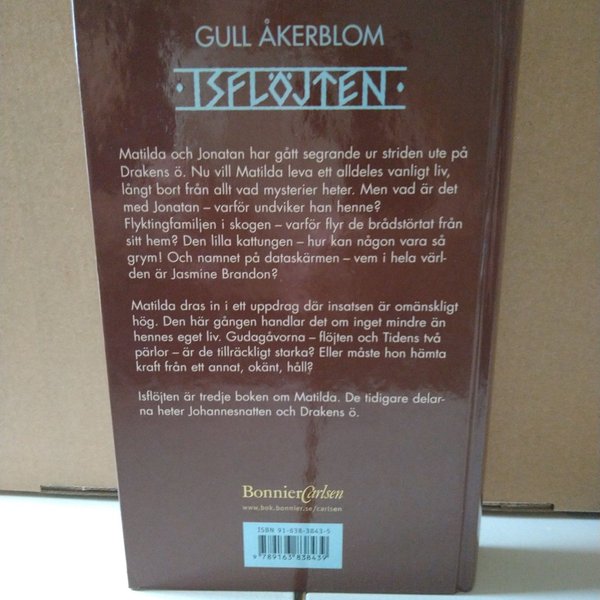 GULL ÅKERBLOM
·ISFLÖJTEN·
Matilda och Jonatan har gått segrande ur striden ute på
Drakens ö. Nu vill Matilda leva ett alldeles vanligt liv,
långt bort från allt vad mysterier heter. Men vad är det
med Jonatan – varför undviker han henne?
Flyktingfamiljen i skogen – varför flyr de brådstörtat från
sitt hem? Den lilla kattungen – hur kan någon vara så
grym! Och namnet på dataskärmen – vem i hela värl-
den är Jasmine Brandon?
Matilda dras in i ett uppdrag där insatsen är omänskligt
hög. Den här gången handlar det om inget mindre än
hennes eget liv. Gudagåvorna – flöjten och Tidens två
pärlor – är de tillräckligt starka? Eller måste hon hämta
kraft från ett annat, okänt, håll?
Isflöjten är tredje boken om Matilda. De tidigare delar-
na heter Johannesnatten och Drakens ö.
BonnierCarlsen
www.bok.bonnier.se/carlsen
ISBN 91-638-3843-5
9 789163 838439